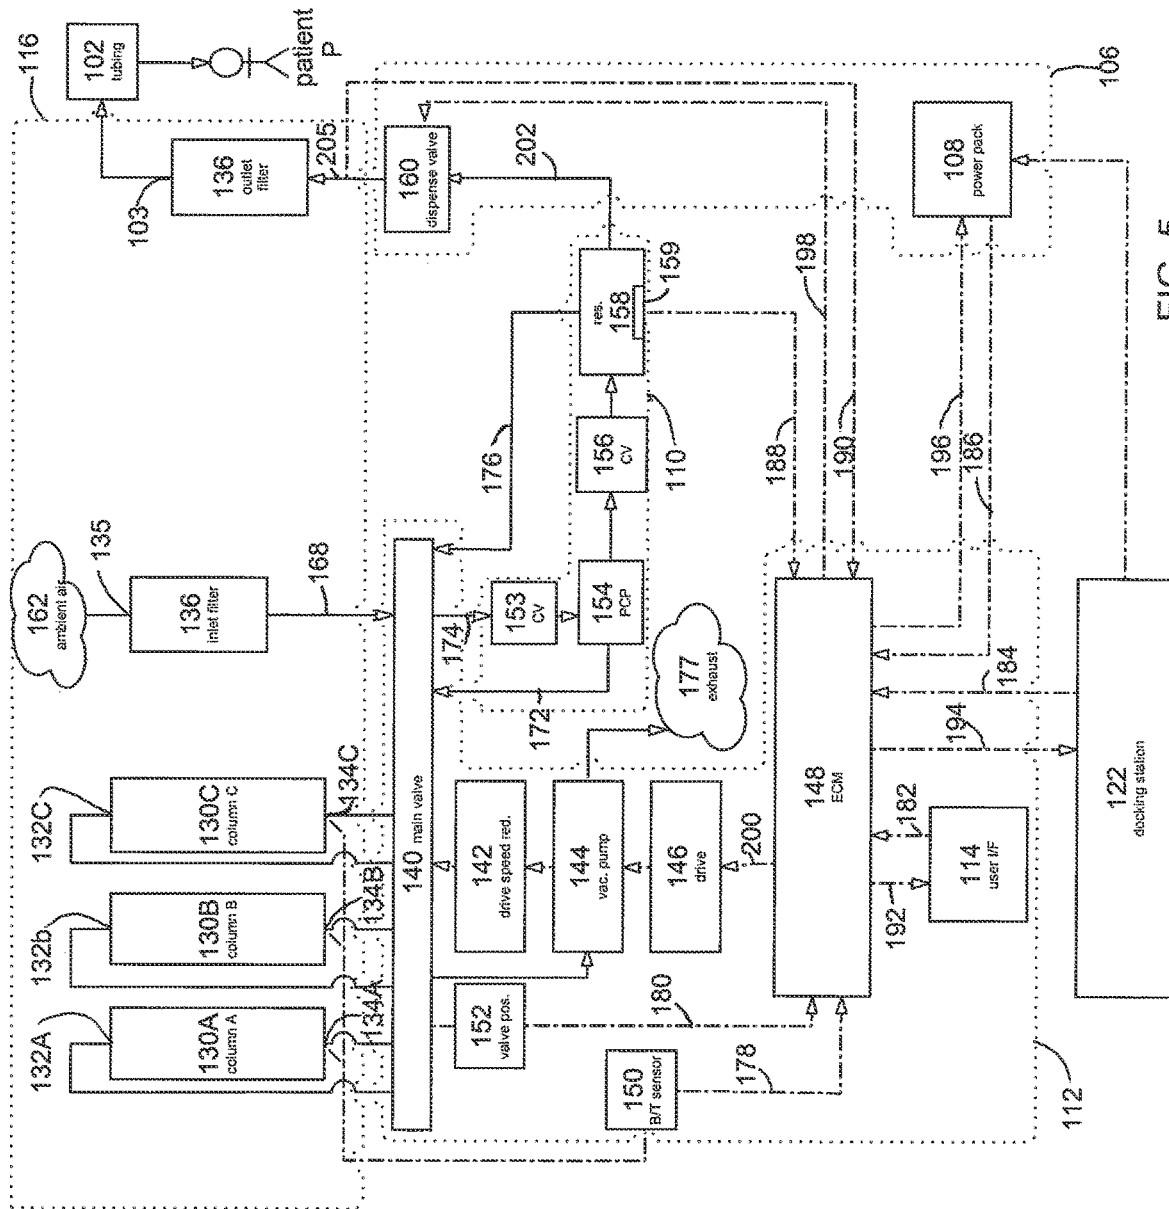 116
102
tubing
patient
P
103
136
outlet
filter
205
160
dispense valve
202
106
108
power pack
162
ambient air
135
136
inlet filter
168
176
res.
158
159
198
190
188
196
186
110
156
CV
154
PCP
153
CV
174
172
177
exhaust
184
194
132C
130C
column C
134C
132b
130B
column B
134B
132A
130A
column A
134A
140 main valve
142
drive speed red.
144
vac. pump
146
drive
200
148
ECM
182
192
114
user I/F
122
docking station
152
valve pos.
180
150
B/T sensor
178
112
FIG. 5